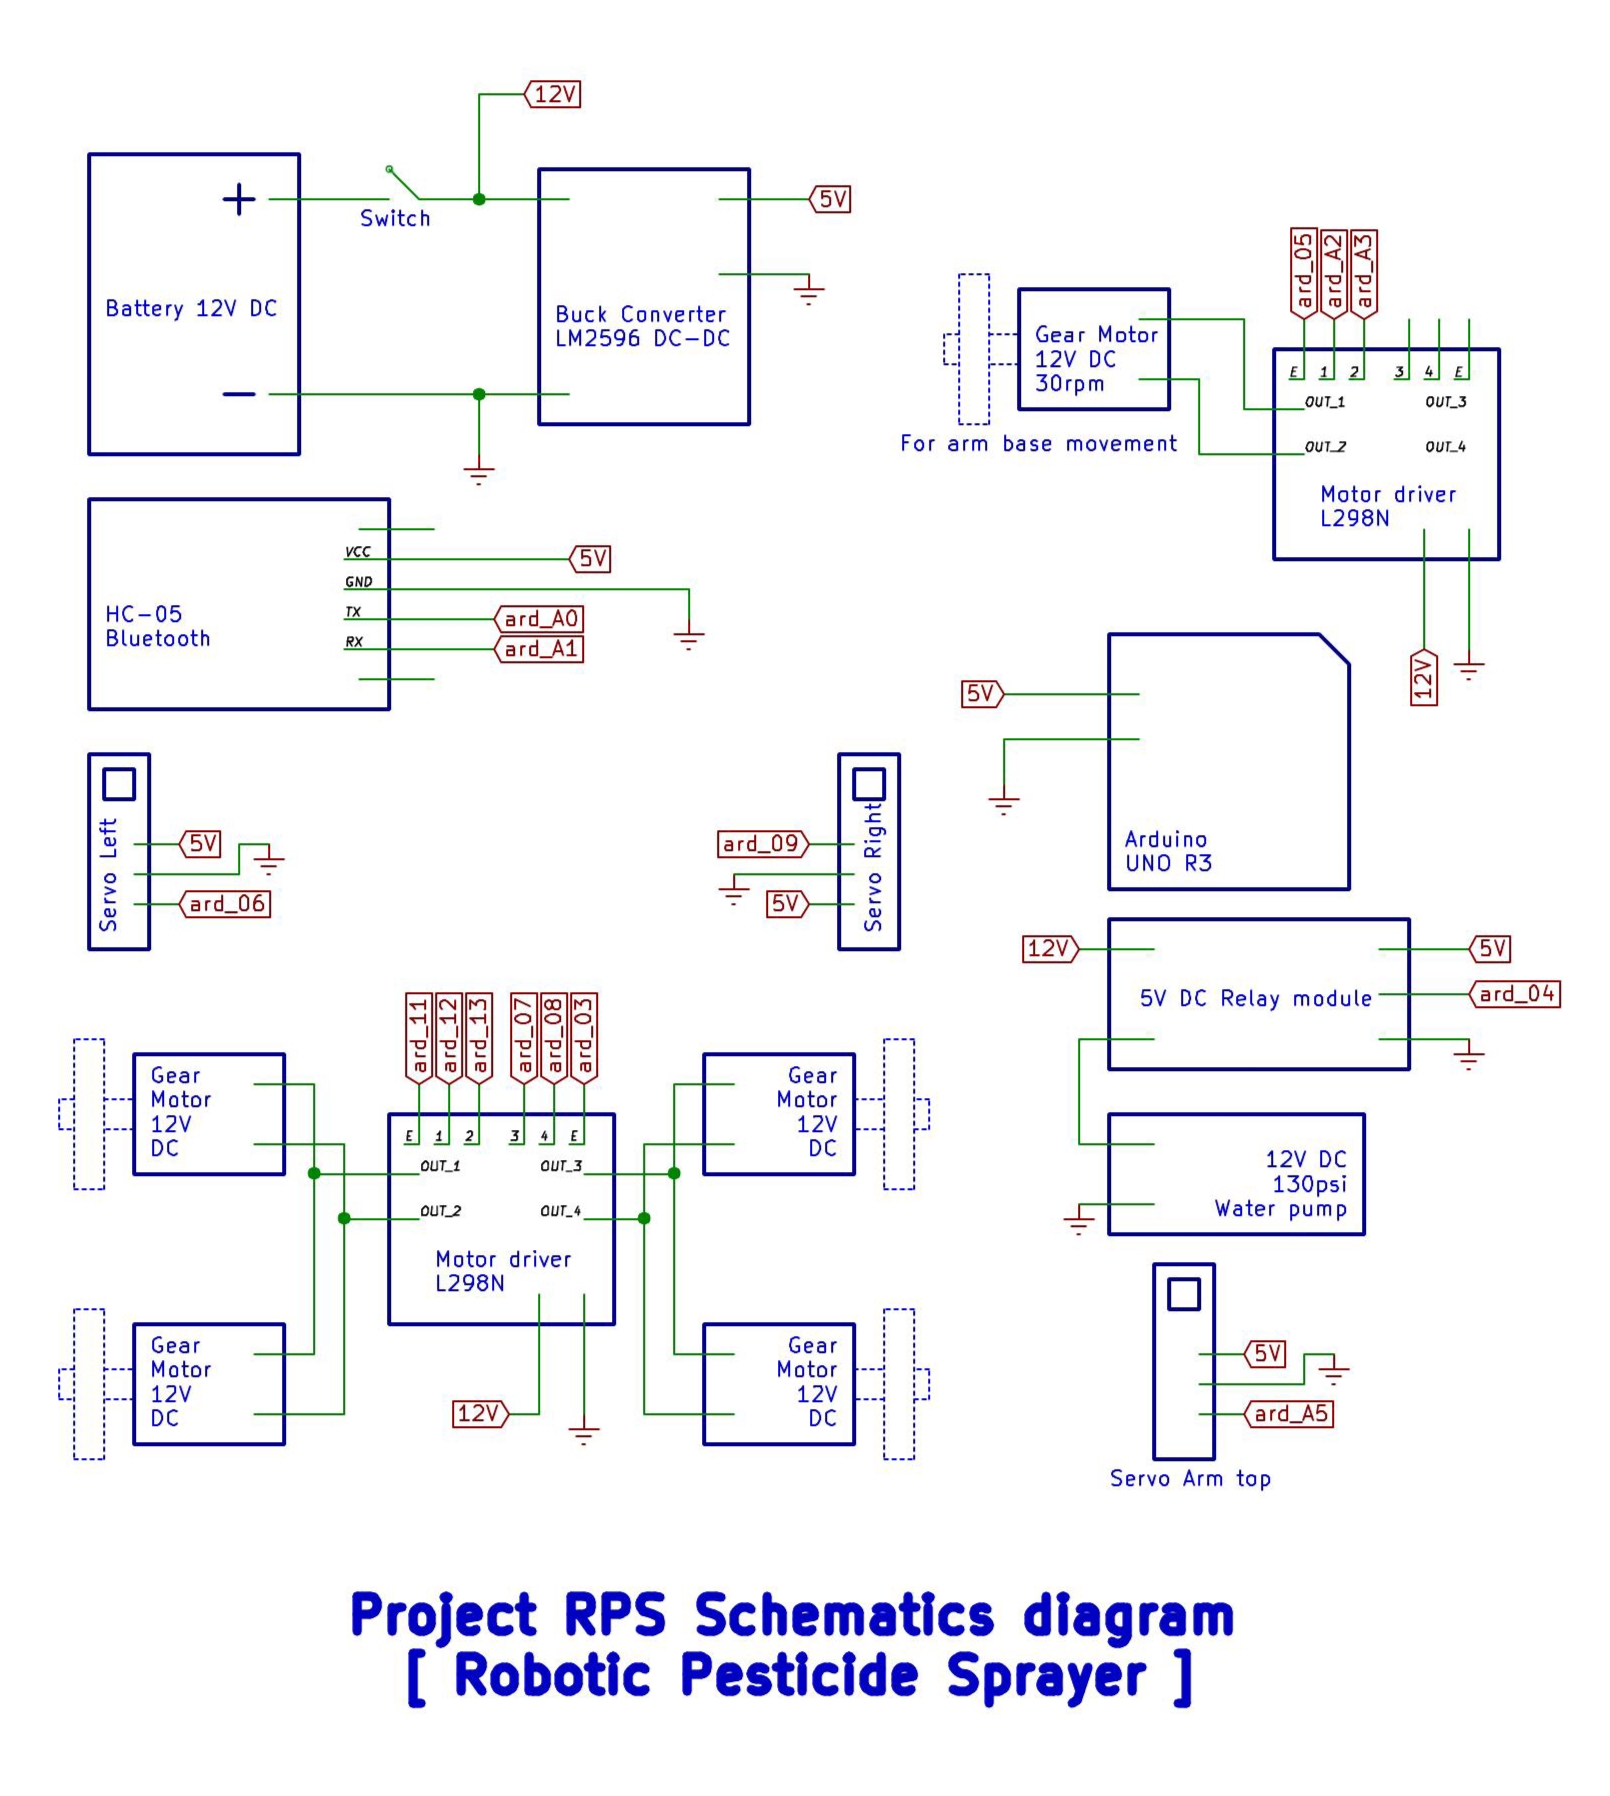 12V
+
Switch
5V
Battery 12V DC
Buck Converter
LM2596 DC-DC
−
ard_05
ard_A2
ard_A3
Gear Motor
12V DC
30rpm
For arm base movement
E 1 2 3 4 E
OUT_1 OUT_3
OUT_2 OUT_4
Motor driver
L298N
12V
VCC
5V
GND
TX
ard_A0
RX
ard_A1
HC-05
Bluetooth
5V
Arduino
UNO R3
Servo Left
5V
ard_06
ard_09
5V
Servo Right
12V
5V
5V DC Relay module
ard_04
ard_11
ard_12
ard_13
ard_07
ard_08
ard_03
Gear
Motor
12V
DC
E 1 2 3 4 E
OUT_1 OUT_3
OUT_2 OUT_4
Motor driver
L298N
Gear
Motor
12V
DC
12V DC
130psi
Water pump
Gear
Motor
12V
DC
12V
Gear
Motor
12V
DC
5V
ard_A5
Servo Arm top
Project RPS Schematics diagram
[ Robotic Pesticide Sprayer ]